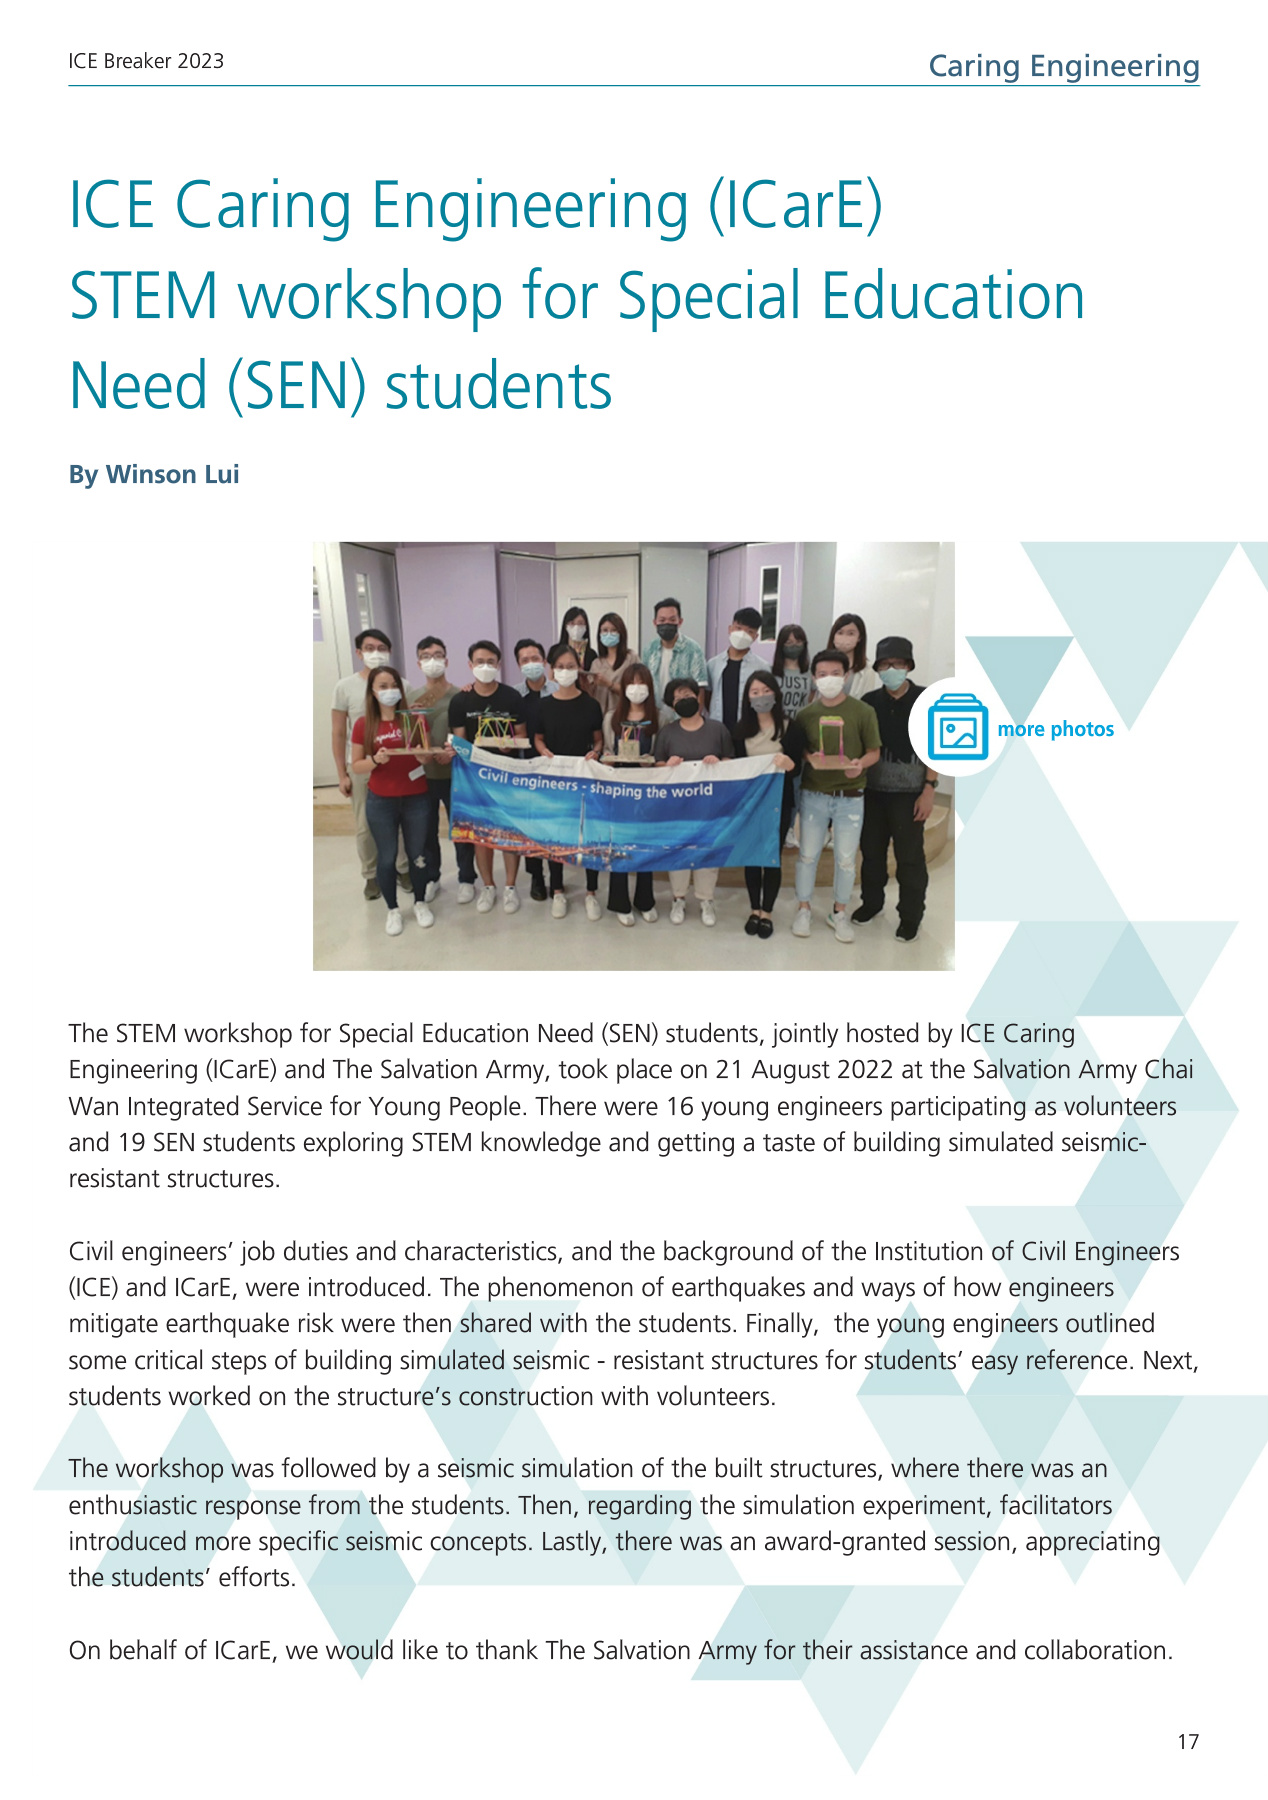 ICE Breaker 2023
Caring Engineering
ICE Caring Engineering (ICarE)
STEM workshop for Special Education
Need (SEN) students
By Winson Lui
JUST
Civil engineers - shaping the world
more photos
The STEM workshop for Special Education Need (SEN) students, jointly hosted by ICE Caring
Engineering (ICarE) and The Salvation Army, took place on 21 August 2022 at the Salvation Army Chai
Wan Integrated Service for Young People. There were 16 young engineers participating as volunteers
and 19 SEN students exploring STEM knowledge and getting a taste of building simulated seismic-
resistant structures.
Civil engineers’ job duties and characteristics, and the background of the Institution of Civil Engineers
(ICE) and ICarE, were introduced. The phenomenon of earthquakes and ways of how engineers
mitigate earthquake risk were then shared with the students. Finally,  the young engineers outlined
some critical steps of building simulated seismic - resistant structures for students’ easy reference. Next,
students worked on the structure’s construction with volunteers.
The workshop was followed by a seismic simulation of the built structures, where there was an
enthusiastic response from the students. Then, regarding the simulation experiment, facilitators
introduced more specific seismic concepts. Lastly, there was an award-granted session, appreciating
the students’ efforts.
On behalf of ICarE, we would like to thank The Salvation Army for their assistance and collaboration.
17